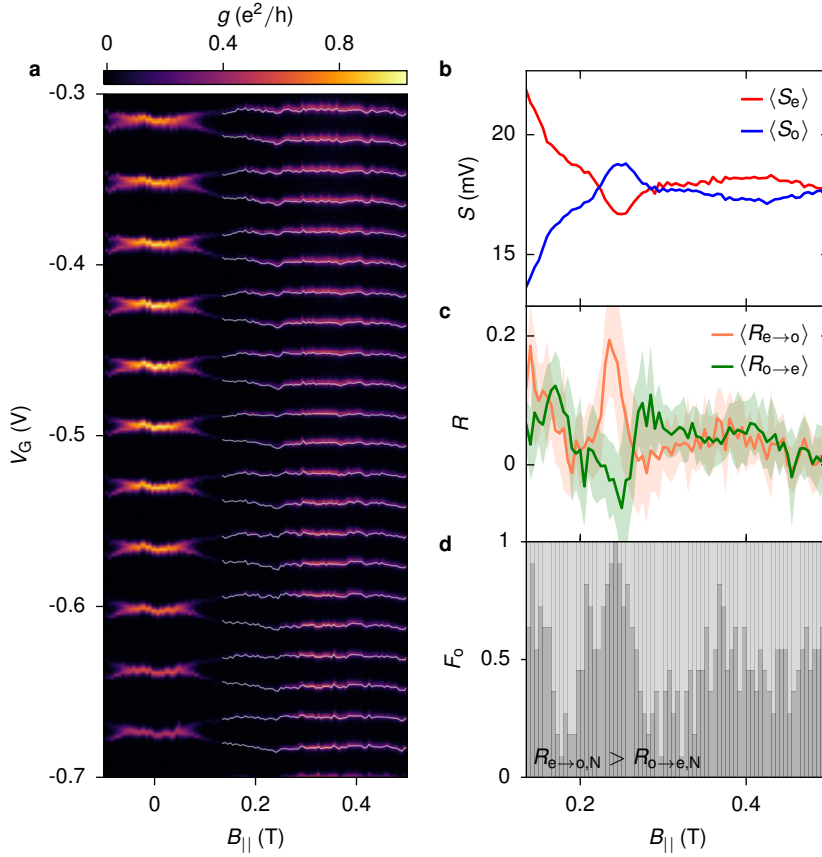 g (e²/h)
0 0.4 0.8
a
-0.3
-0.4
-0.5
-0.6
-0.7
V_G (V)
0 0.2 0.4
B_|| (T)
b
⟨S_e⟩
⟨S_o⟩
20
15
S (mV)
c
⟨R_e→o⟩
⟨R_o→e⟩
0.2
0
R
d
1
0.5
0
F_o
R_e→o,N > R_o→e,N
0.2 0.4
B_|| (T)